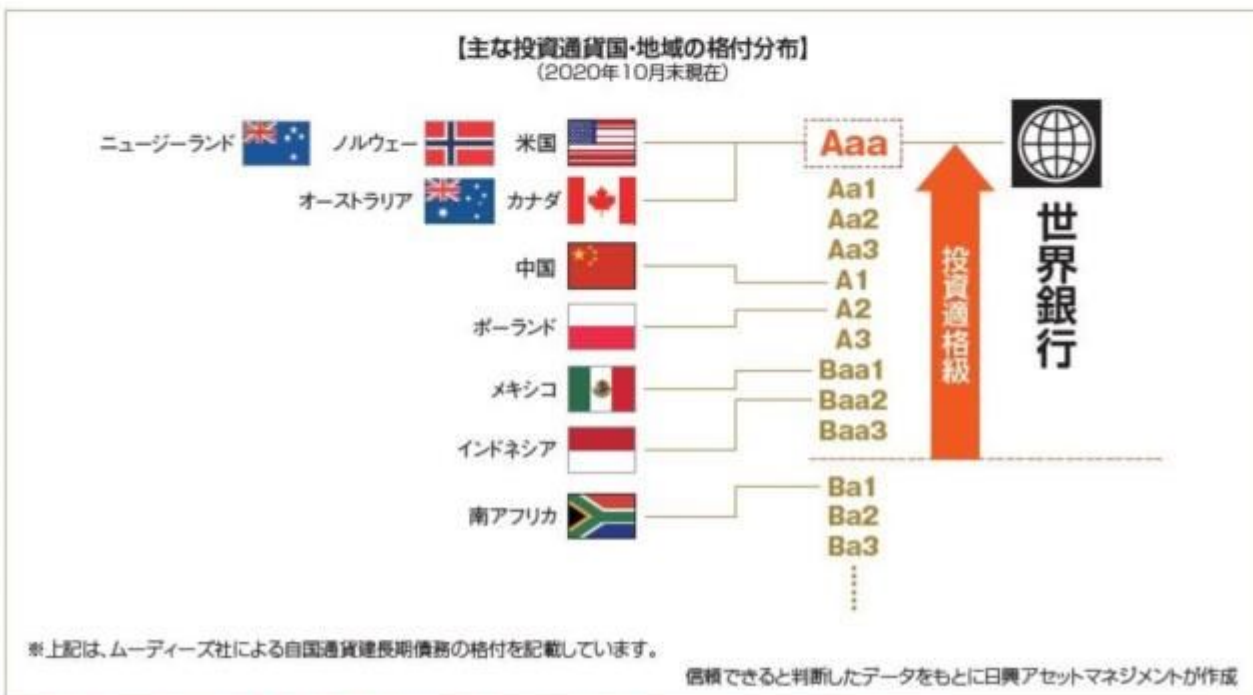 【主な投資通貨国・地域の格付分布】
(2020年10月末現在)
ニュージーランド ノルウェー 米国 Aaa
オーストラリア カナダ
Aa1
Aa2
Aa3
中国 A1
ポーランド A2
A3
メキシコ Baa1
インドネシア Baa2
Baa3
南アフリカ Ba1
Ba2
Ba3
投資適格級
世界銀行
※上記は、ムーディーズ社による自国通貨建長期債務の格付を記載しています。
信頼できると判断したデータをもとに日興アセットマネジメントが作成